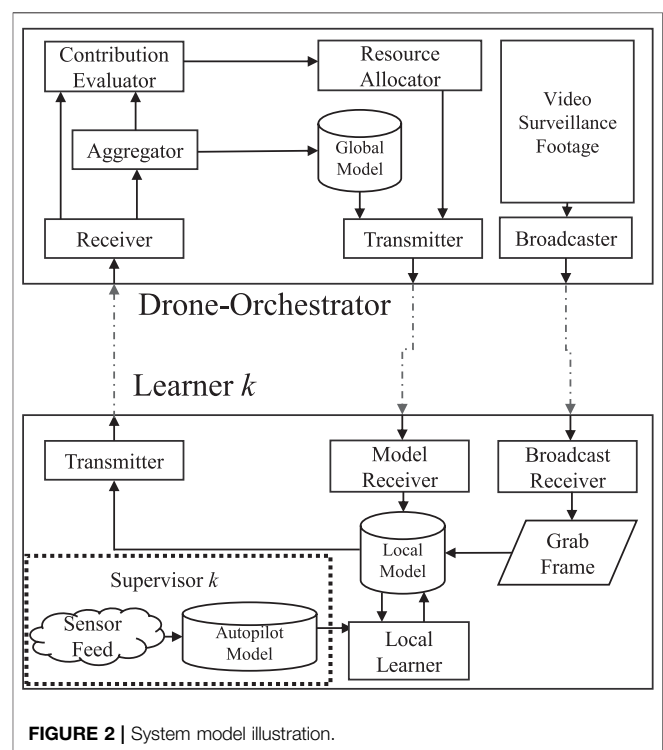 Contribution
Evaluator
Resource
Allocator
Video
Surveillance
Footage
Aggregator
Global
Model
Receiver
Transmitter
Broadcaster
Drone-Orchestrator
Learner k
Transmitter
Model
Receiver
Broadcast
Receiver
Local
Model
Grab
Frame
Supervisor k
Sensor
Feed
Autopilot
Model
Local
Learner
FIGURE 2 | System model illustration.